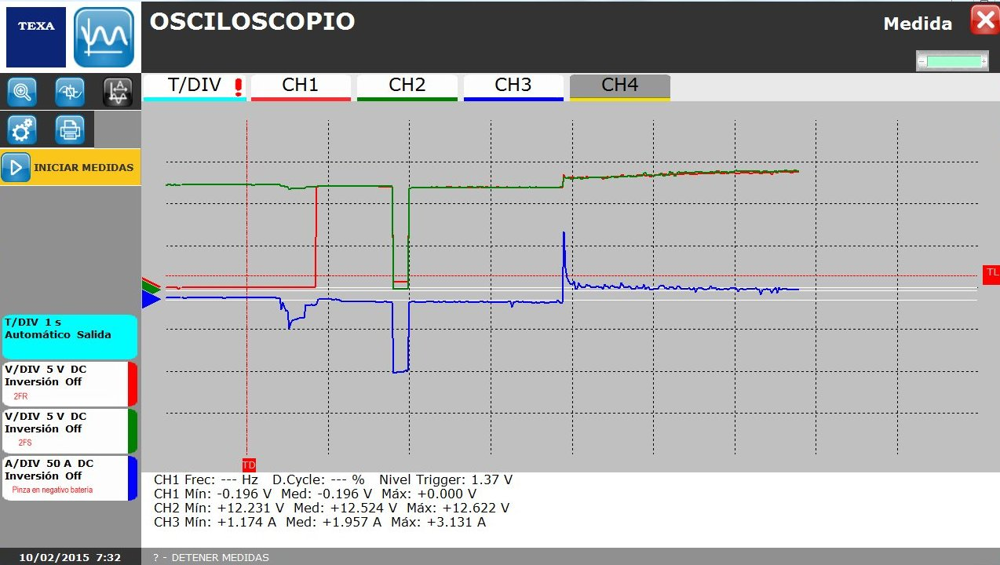 TEXA
OSCILOSCOPIO
Medida
T/DIV
CH1
CH2
CH3
CH4
INICIAR MEDIDAS
TL
T/DIV 1 s
Automático Salida
V/DIV 5 V DC
Inversión Off
2FR
V/DIV 5 V DC
Inversión Off
2FS
A/DIV 50 A DC
Inversión Off
Pinza en negativo bateria
TD
CH1 Frec: --- Hz D.Cycle: --- % Nivel Trigger: 1.37 V
CH1 Mín: -0.196 V Med: -0.196 V Máx: +0.000 V
CH2 Mín: +12.231 V Med: +12.524 V Máx: +12.622 V
CH3 Mín: +1.174 A Med: +1.957 A Máx: +3.131 A
10/02/2015 7:32
? - DETENER MEDIDAS